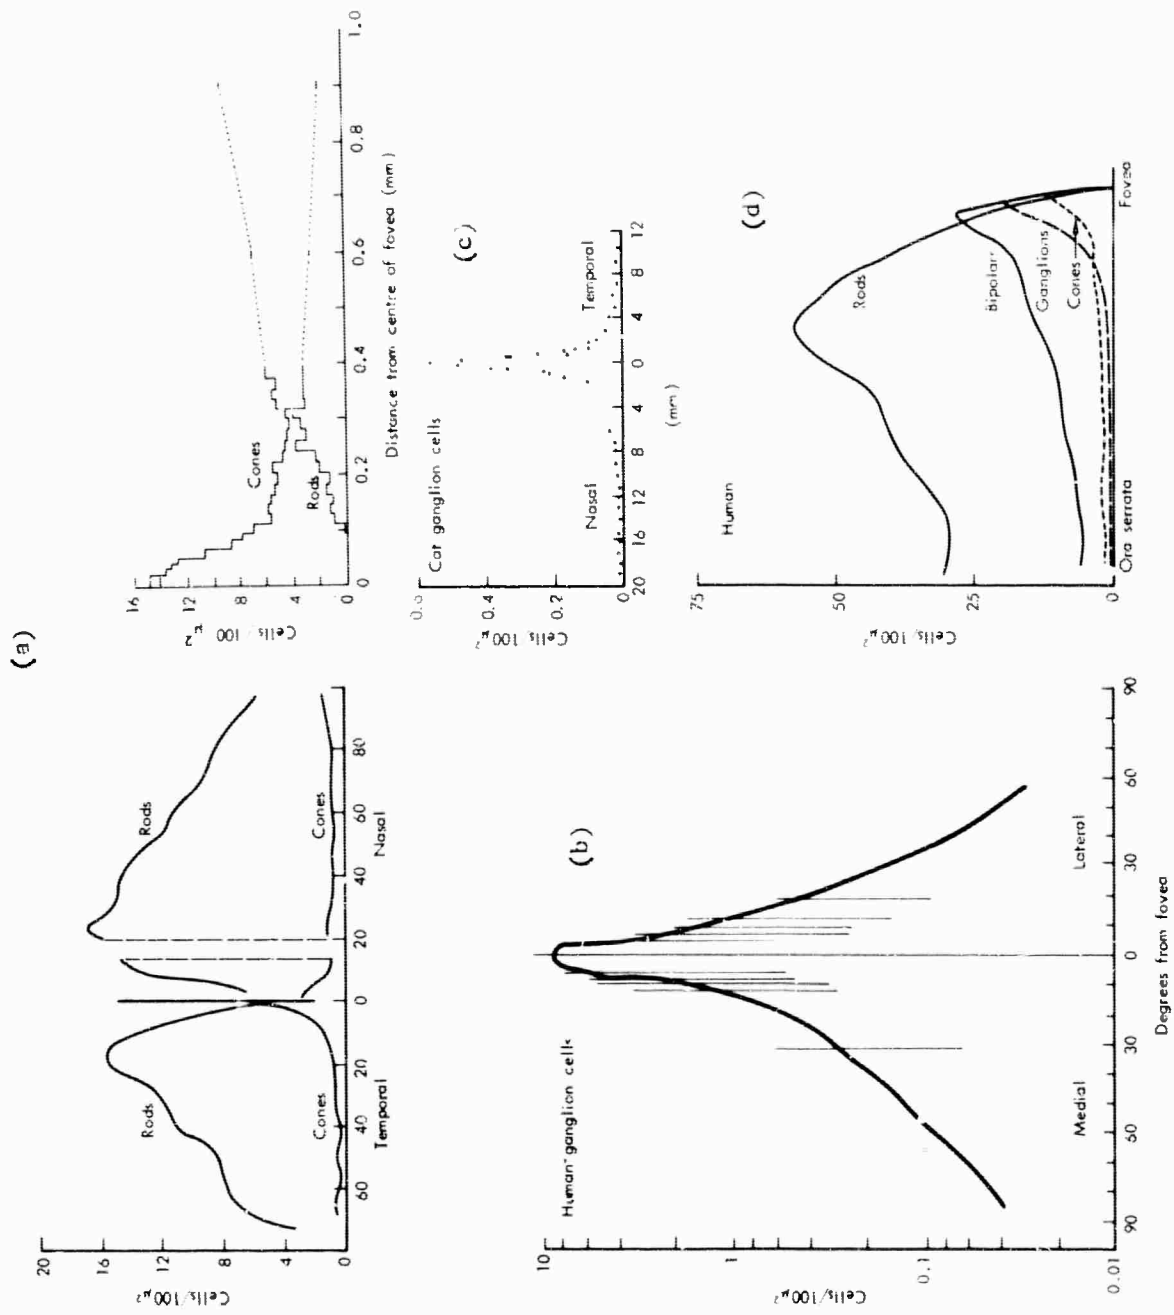 (a)
20
16
12
8
4
0
Cells/100μ²
Rods
Rods
Cones
Cones
60
40
20
0
20
40
60
80
Temporal
Nasal
16
12
8
4
0
Cells/100 μ²
Cones
Rods
0
0.2
0.4
0.6
0.8
1.0
Distance from centre of fovea (mm)
(b)
Human ganglion cells
10
1
0.1
0.01
Cells/100μ²
Medial
Lateral
90
60
30
0
30
60
90
Degrees from fovea
(c)
Cat ganglion cells
0.4
0.2
0
Cells/100μ²
Nasal
Temporal
20
16
12
8
4
0
4
8
12
(mm)
(d)
Human
75
50
25
0
Cells/100μ²
Rods
Bipolars
Ganglions
Cones
Ora serrata
Fovea